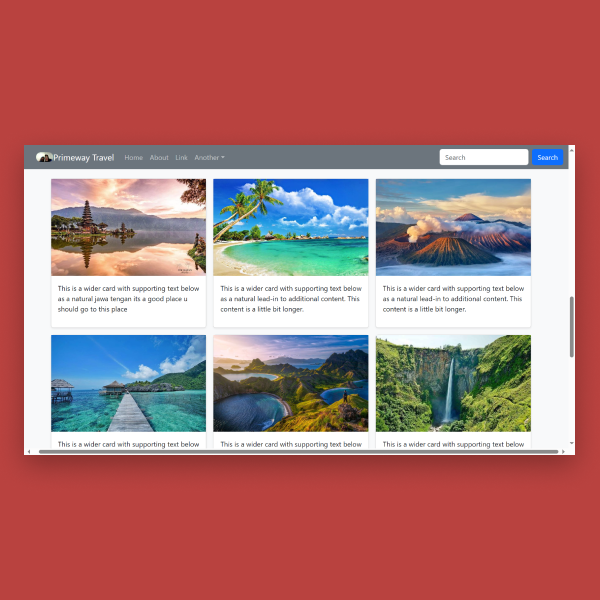 Primeway Travel Home About Link Another Search Search
This is a wider card with supporting text below
as a natural jawa tengan its a good place u
should go to this place
This is a wider card with supporting text below
as a natural lead-in to additional content. This
content is a little bit longer.
This is a wider card with supporting text below
as a natural lead-in to additional content. This
content is a little bit longer.
This is a wider card with supporting text below
This is a wider card with supporting text below
This is a wider card with supporting text below